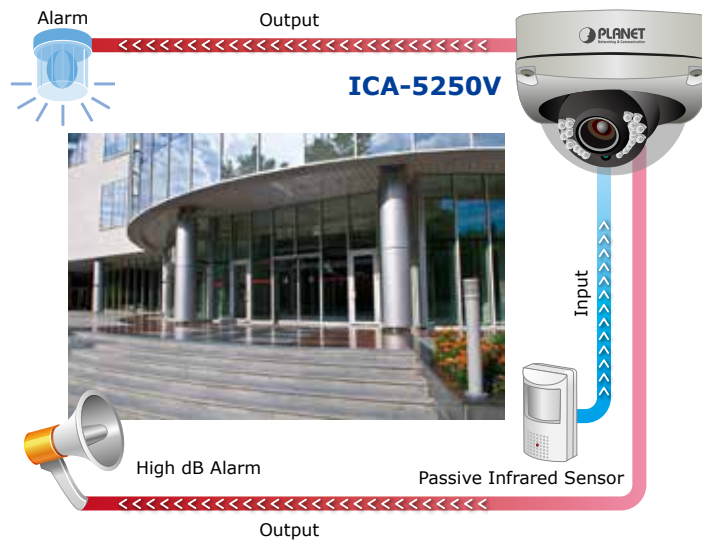 Alarm
Output
PLANET
Networking & Communication
ICA-5250V
Input
High dB Alarm
Passive Infrared Sensor
Output